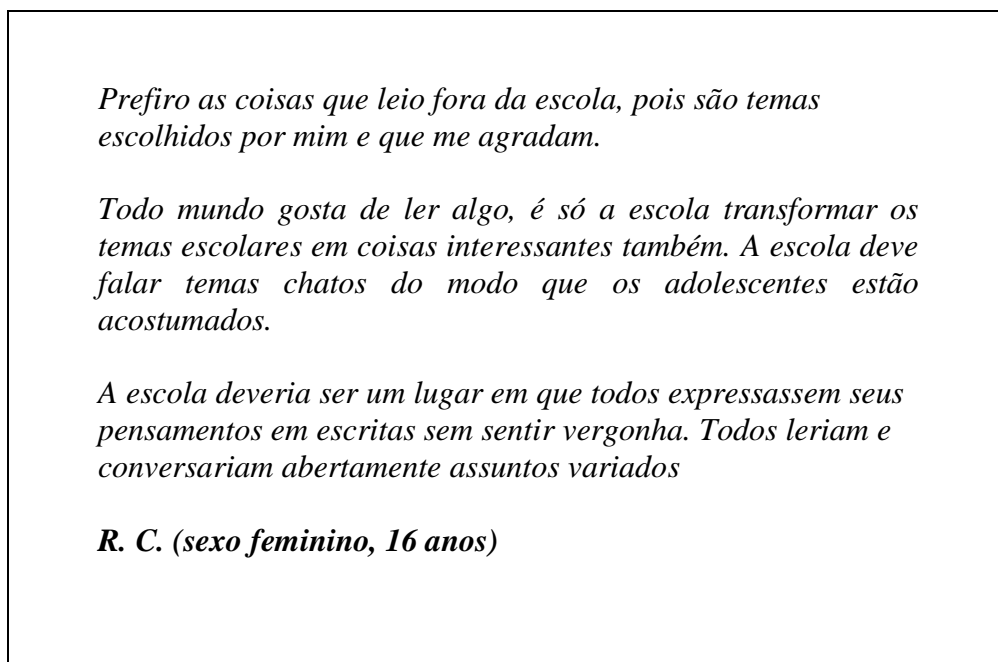 Prefiro as coisas que leio fora da escola, pois são temas
escolhidos por mim e que me agradam.
Todo mundo gosta de ler algo, é só a escola transformar os
temas escolares em coisas interessantes também. A escola deve
falar temas chatos do modo que os adolescentes estão
acostumados.
A escola deveria ser um lugar em que todos expressassem seus
pensamentos em escritas sem sentir vergonha. Todos leriam e
conversariam abertamente assuntos variados
R. C. (sexo feminino, 16 anos)